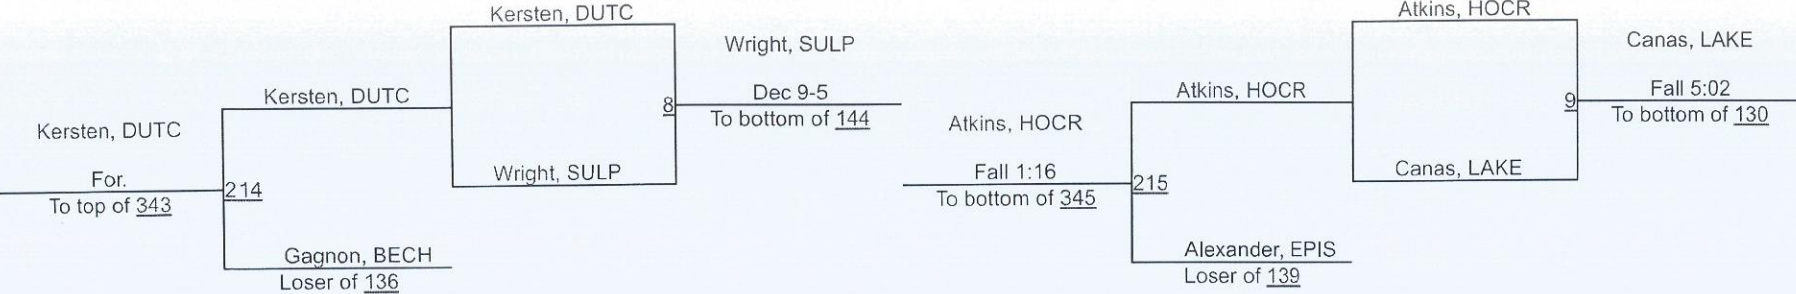 Kersten, DUTC
Wright, SULP
Kersten, DUTC
8
Dec 9-5
To bottom of 144
Kersten, DUTC
For.
Wright, SULP
214
To top of 343
Gagnon, BECH
Loser of 136
Atkins, HOCR
Canas, LAKE
Atkins, HOCR
9
Fall 5:02
To bottom of 130
Atkins, HOCR
Fall 1:16
Canas, LAKE
215
To bottom of 345
Alexander, EPIS
Loser of 139